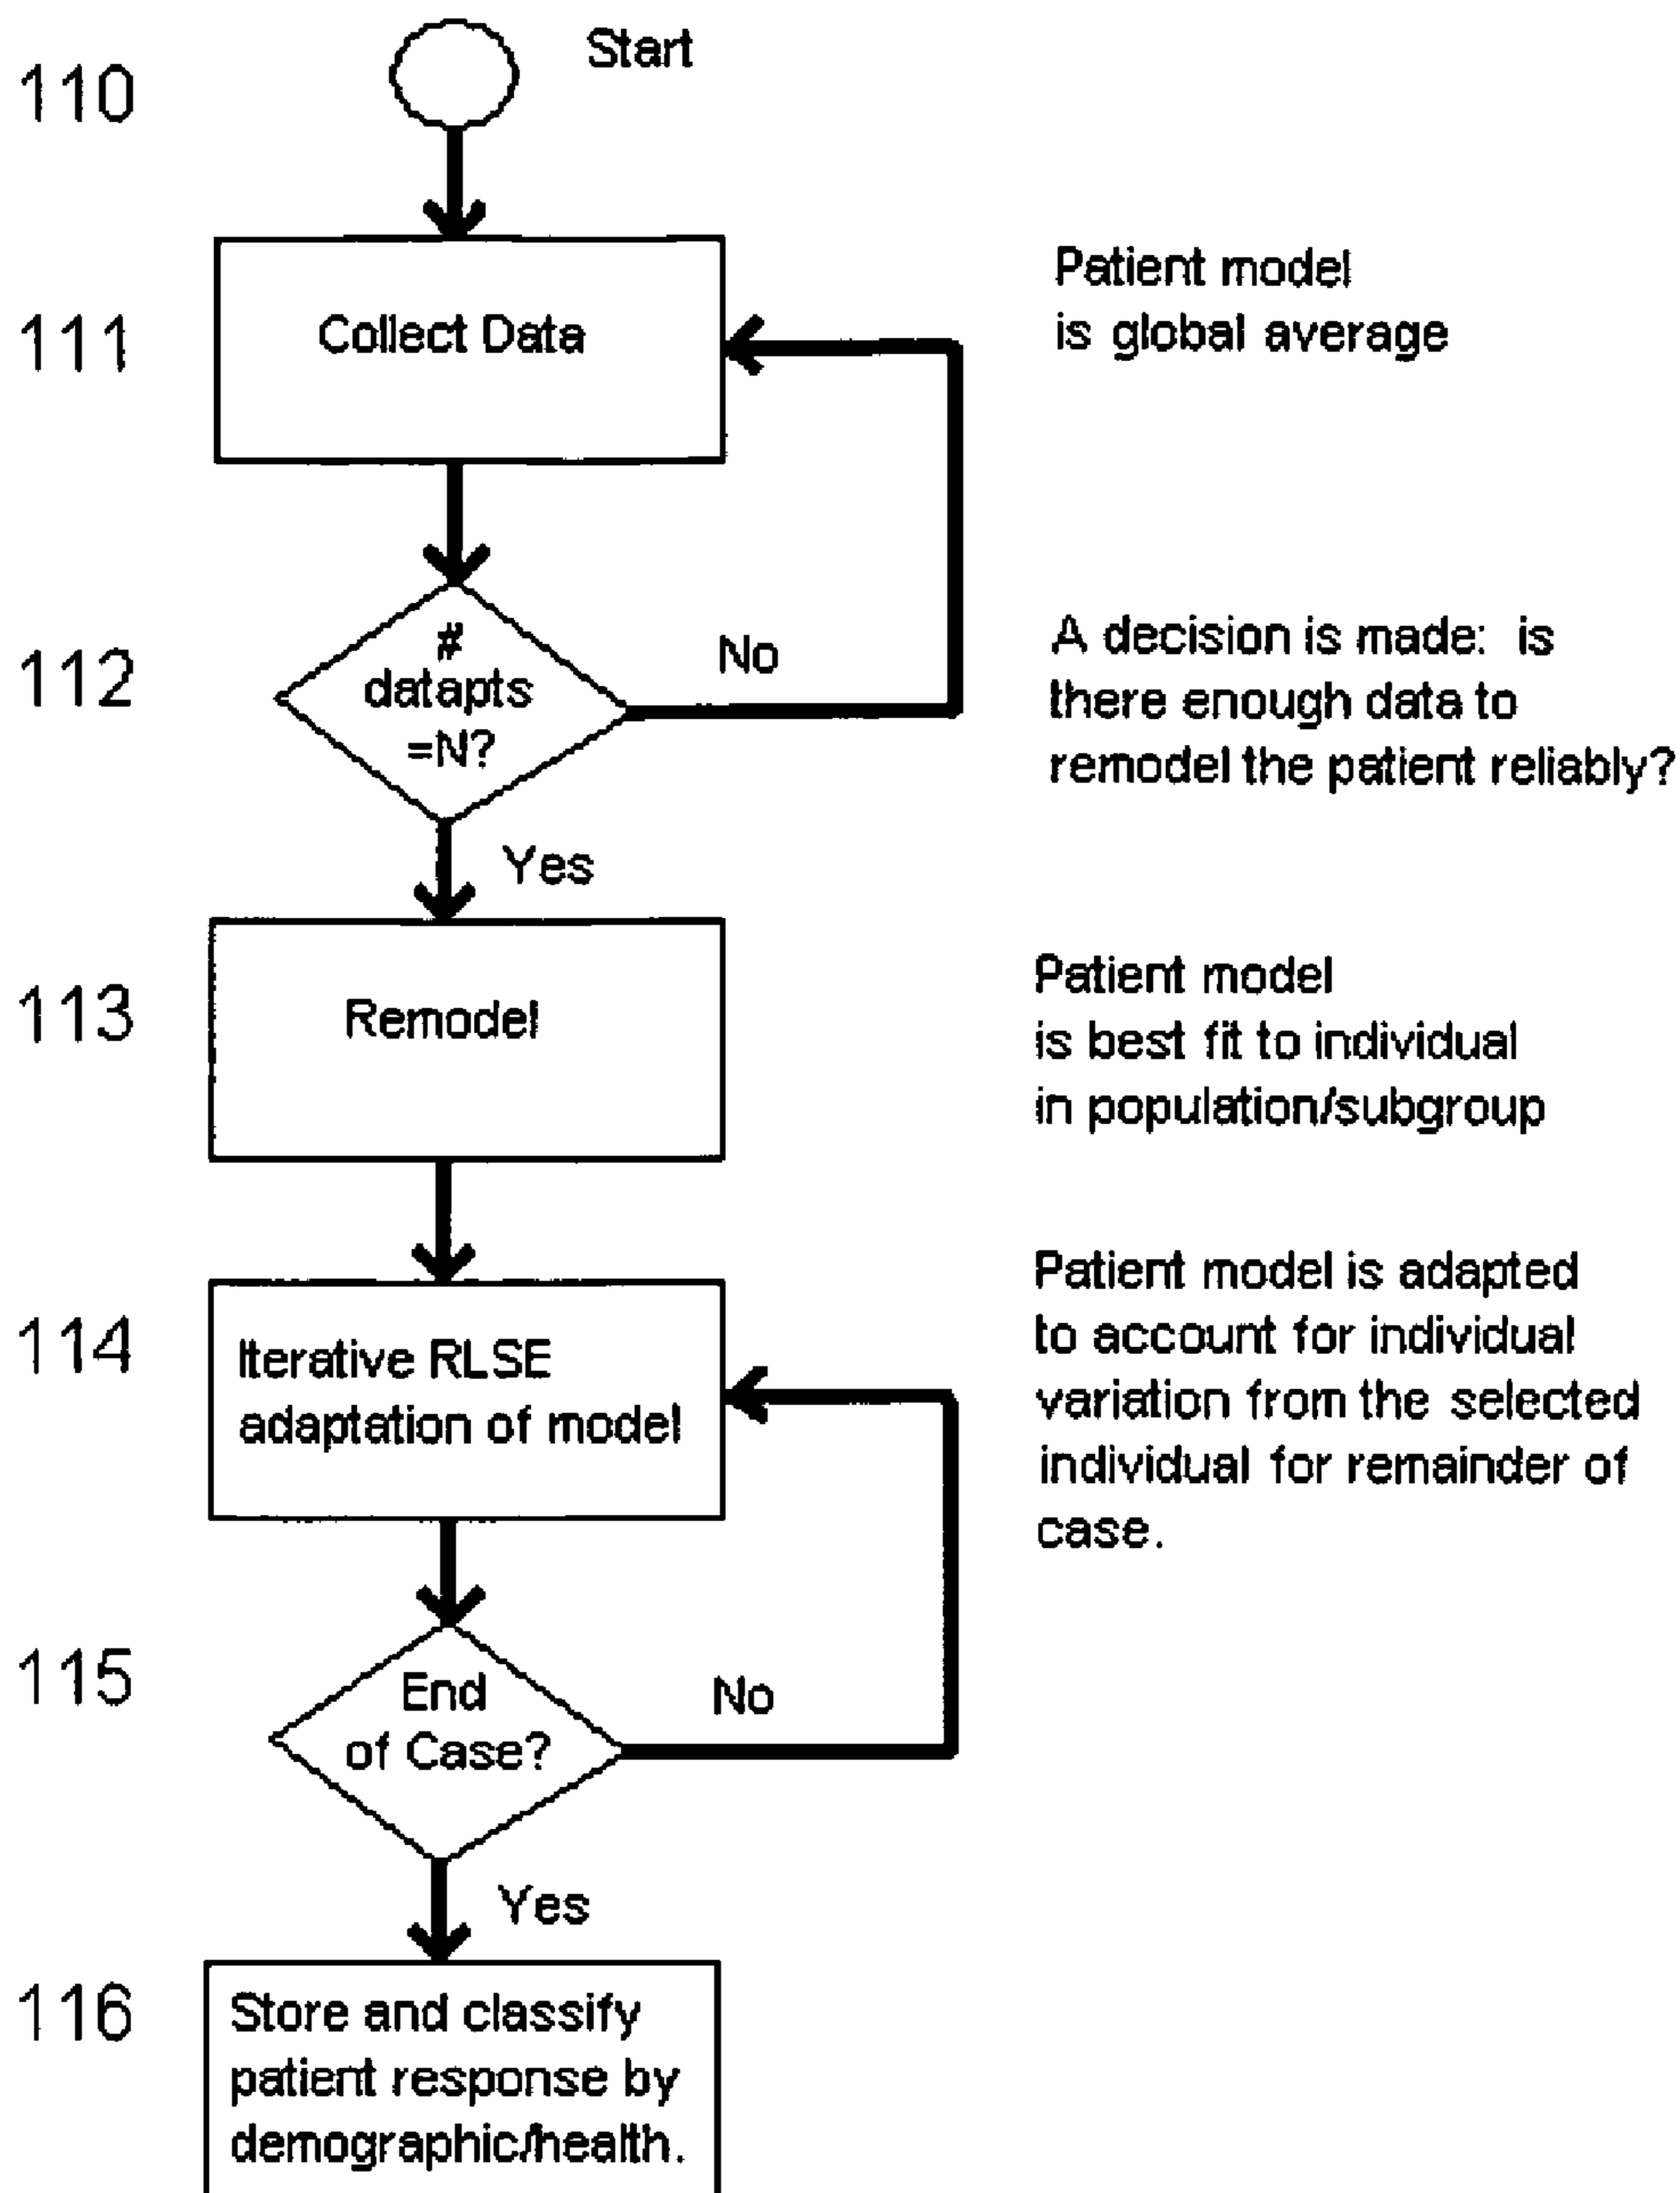 110
Start
111
Collect Data
Patient model
is global average
112
#
datapts
=N?
No
A decision is made: is
there enough data to
remodel the patient reliably?
Yes
113
Remodel
Patient model
is best fit to individual
in population/subgroup
114
Iterative RLSE
adaptation of model
Patient model is adapted
to account for individual
variation from the selected
individual for remainder of
case.
115
End
of Case?
No
Yes
116
Store and classify
patient response by
demographic/health.